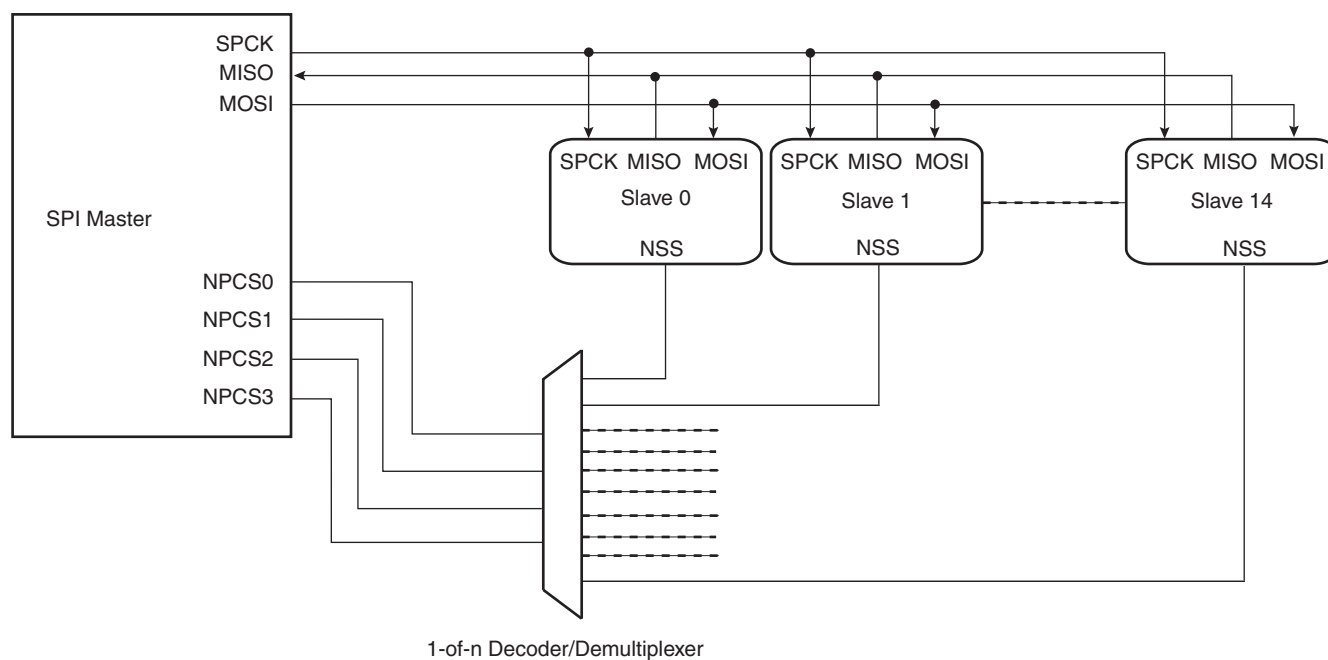 SPI Master
SPCK
MISO
MOSI
NPCS0
NPCS1
NPCS2
NPCS3
SPCK MISO MOSI
Slave 0
NSS
SPCK MISO MOSI
Slave 1
NSS
SPCK MISO MOSI
Slave 14
NSS
1-of-n Decoder/Demultiplexer